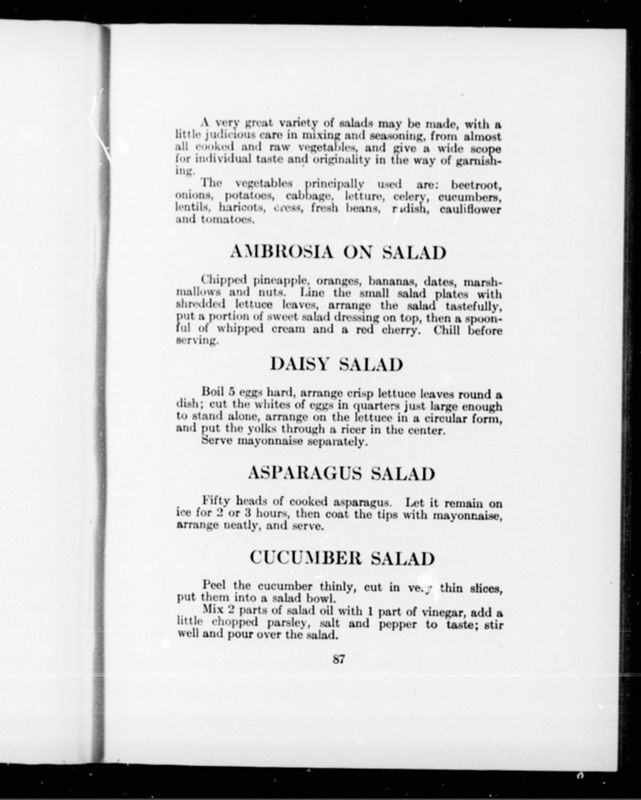 A very great variety of salads may be made, with a
little judicious care in mixing and seasoning, from almost
all cooked and raw vegetables, and give a wide scope
for individual taste and originality in the way of garnish-
ing.
The vegetables principally used are: beetroot,
onions, potatoes, cabbage, letture, celery, cucumbers,
lentils, haricots, cress, fresh beans, radish, cauliflower
and tomatoes.
AMBROSIA ON SALAD
Chipped pineapple, oranges, bananas, dates, marsh-
mallows and nuts. Line the small salad plates with
shredded lettuce leaves, arrange the salad tastefully,
put a portion of sweet salad dressing on top, then a spoon-
ful of whipped cream and a red cherry. Chill before
serving.
DAISY SALAD
Boil 5 eggs hard, arrange crisp lettuce leaves round a
dish; cut the whites of eggs in quarters just large enough
to stand alone, arrange on the lettuce in a circular form,
and put the yolks through a ricer in the center.
Serve mayonnaise separately.
ASPARAGUS SALAD
Fifty heads of cooked asparagus. Let it remain on
ice for 2 or 3 hours, then coat the tips with mayonnaise,
arrange neatly, and serve.
CUCUMBER SALAD
Peel the cucumber thinly, cut in very thin slices,
put them into a salad bowl.
Mix 2 parts of salad oil with 1 part of vinegar, add a
little chopped parsley, salt and pepper to taste; stir
well and pour over the salad.
87